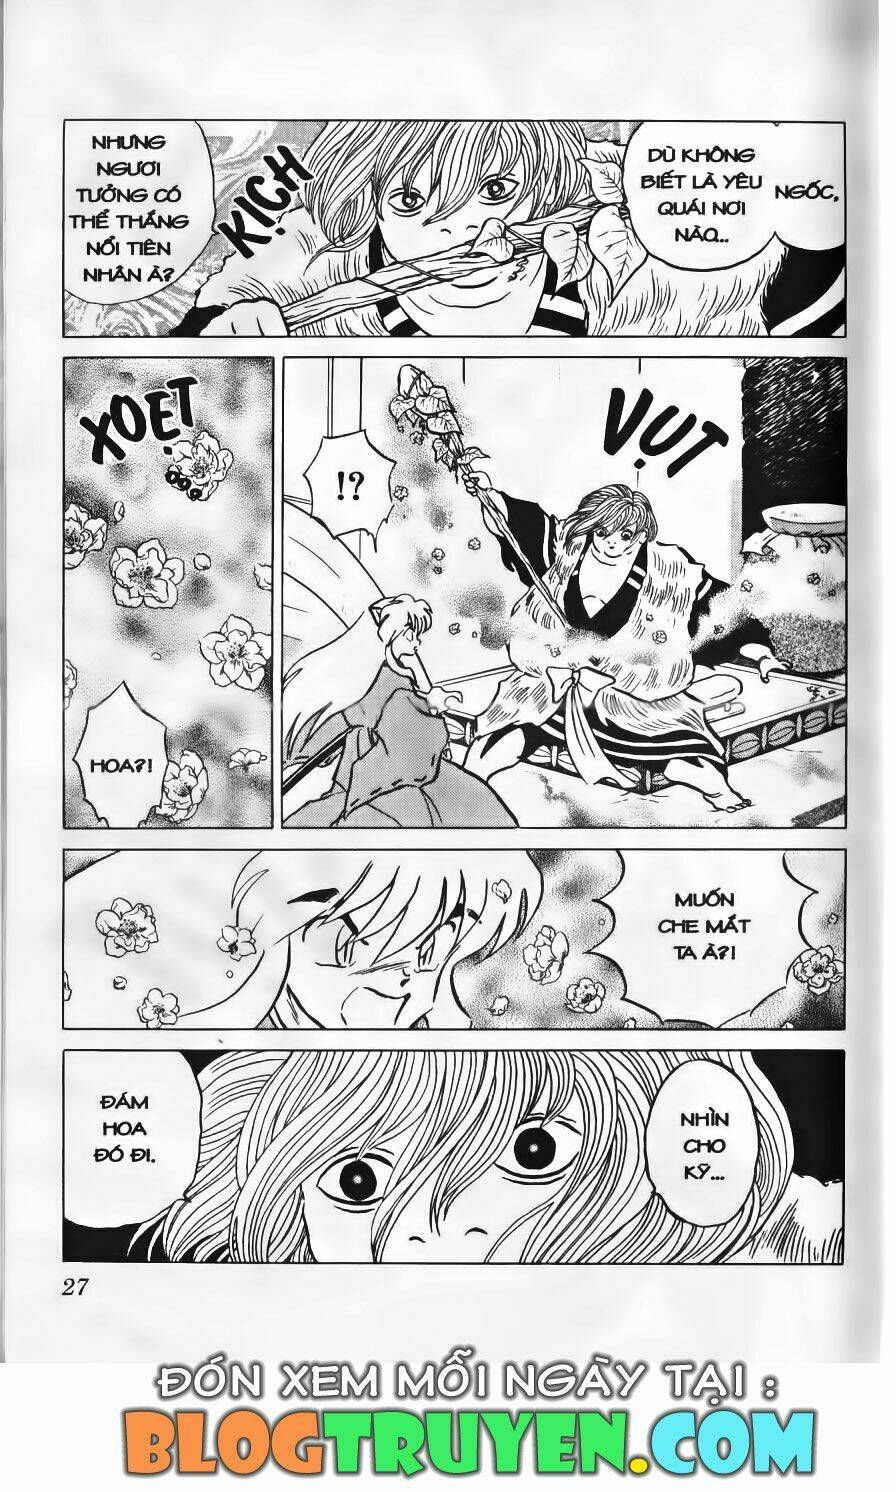 NGỐC,
DÙ KHÔNG
BIẾT LÀ YÊU
QUÁI NƠI
NÀO...
KỊCH
NHƯNG
NGƯƠI
TƯỞNG CÓ
THỂ THẮNG
NỔI TIÊN
NHÂN À?
VỤT
!?
XOẸT
HOA?!
MUỐN
CHE MẮT
TA À?!
NHÌN
CHO
KỸ...
ĐÁM
HOA
ĐÓ ĐI.
27
ĐÓN XEM MỖI NGÀY TẠI :
BLOGTRUYEN.COM